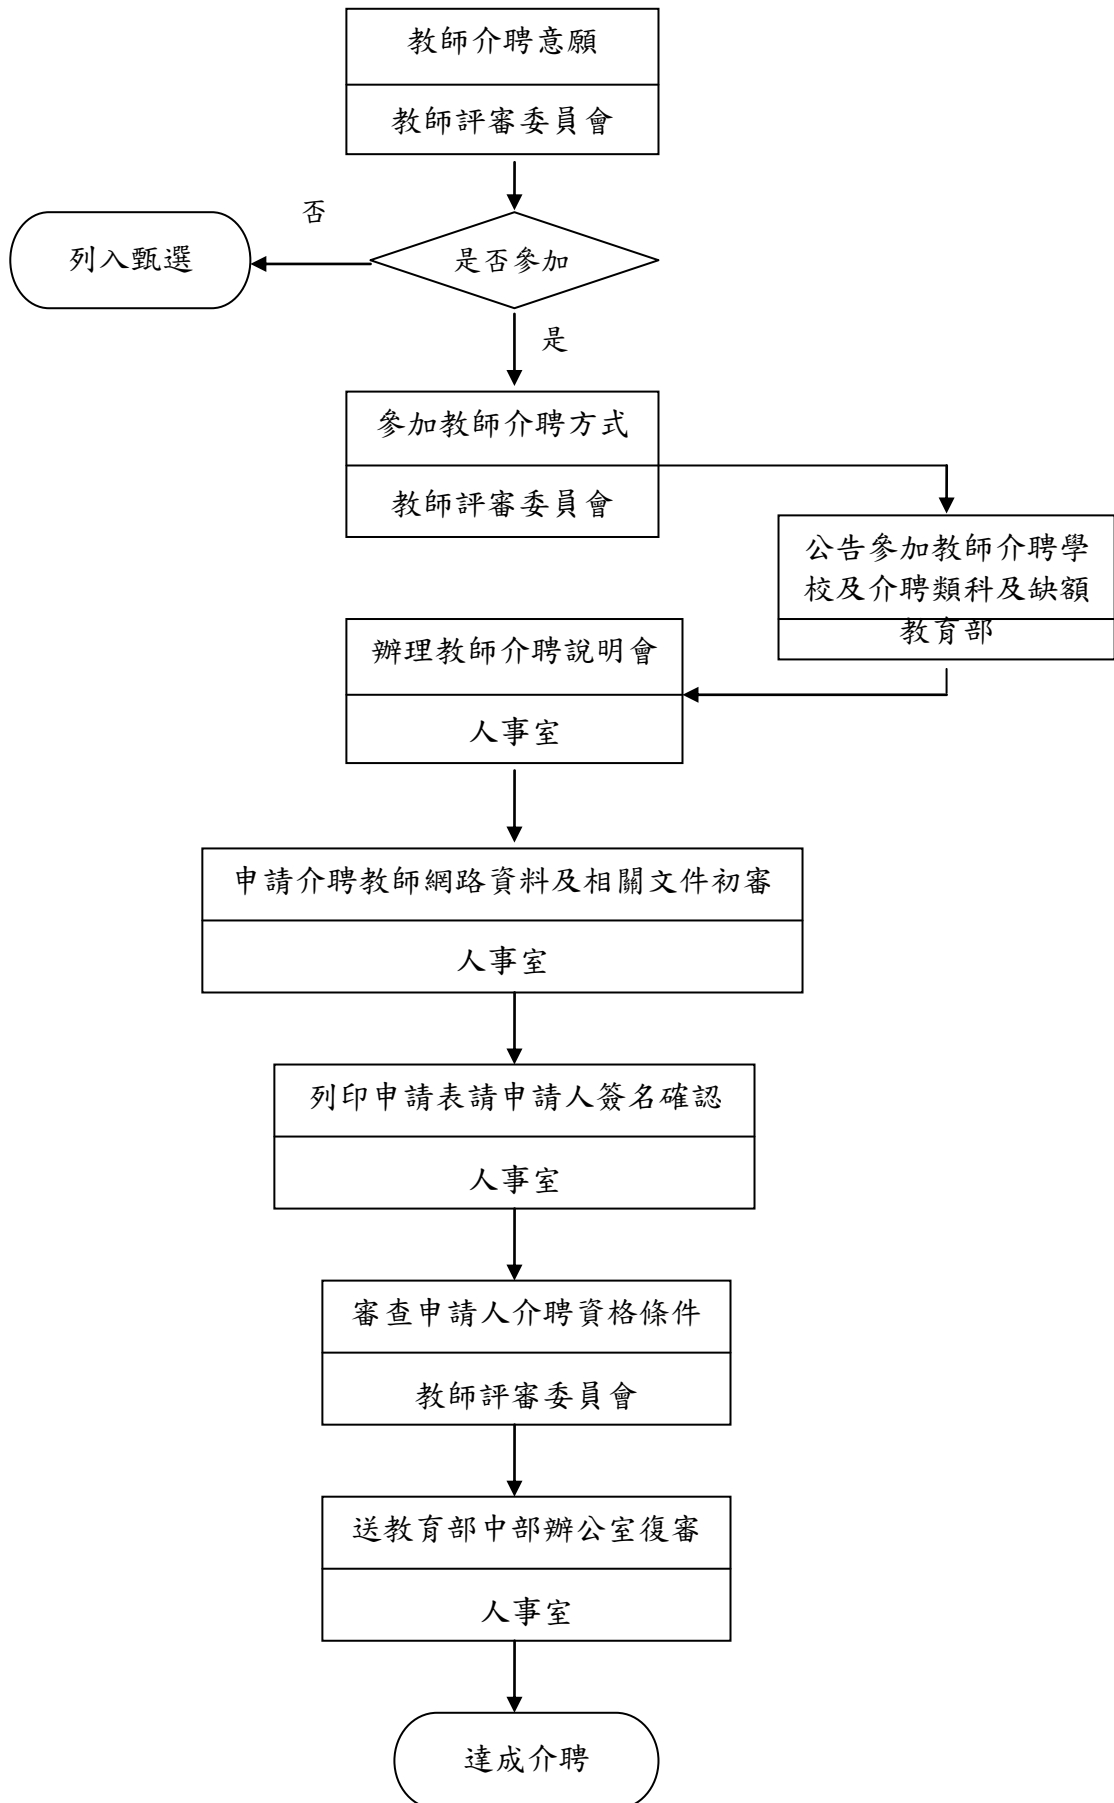 教師介聘意願
教師評審委員會
否
列入甄選
是否參加
是
參加教師介聘方式
教師評審委員會
公告參加教師介聘學
校及介聘類科及缺額
教育部
辦理教師介聘說明會
人事室
申請介聘教師網路資料及相關文件初審
人事室
列印申請表請申請人簽名確認
人事室
審查申請人介聘資格條件
教師評審委員會
送教育部中部辦公室復審
人事室
達成介聘